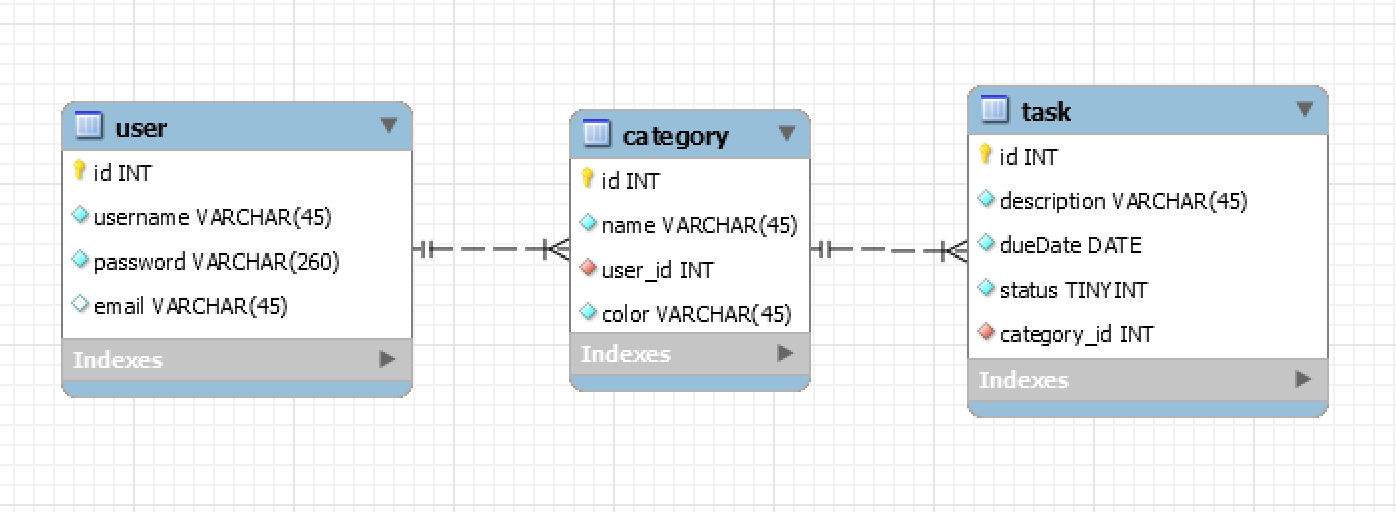 user
id INT
username VARCHAR(45)
password VARCHAR(260)
email VARCHAR(45)
Indexes
category
id INT
name VARCHAR(45)
user_id INT
color VARCHAR(45)
Indexes
task
id INT
description VARCHAR(45)
dueDate DATE
status TINYINT
category_id INT
Indexes